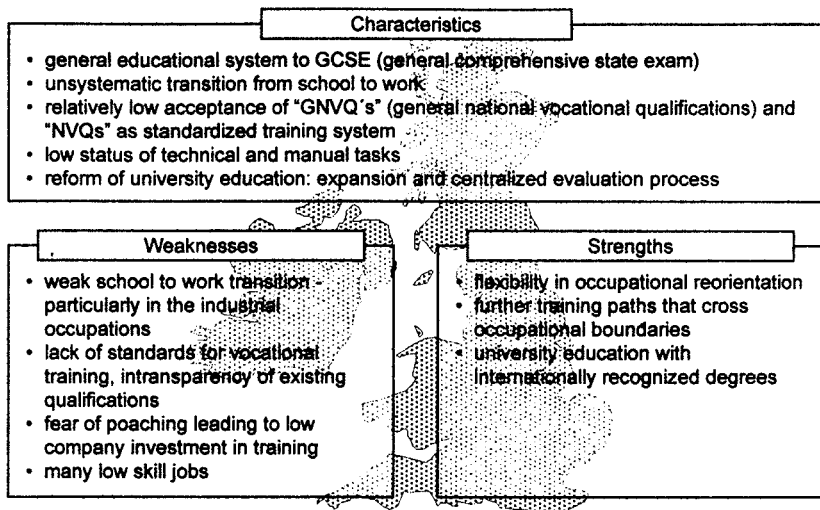 Characteristics
• general educational system to GCSE (general comprehensive state exam)
• unsystematic transition from school to work
• relatively low acceptance of "GNVQ´s" (general national vocational qualifications) and
"NVQs" as standardized training system
• low status of technical and manual tasks
• reform of university education: expansion and centralized evaluation process
Weaknesses
• weak school to work transition -
particularly in the industrial
occupations
• lack of standards for vocational
training, intransparency of existing
qualifications
• fear of poaching leading to low
company investment in training
• many low skill jobs
Strengths
• flexibility in occupational reorientation
• further training paths that cross
occupational boundaries
• university education with
internationally recognized degrees